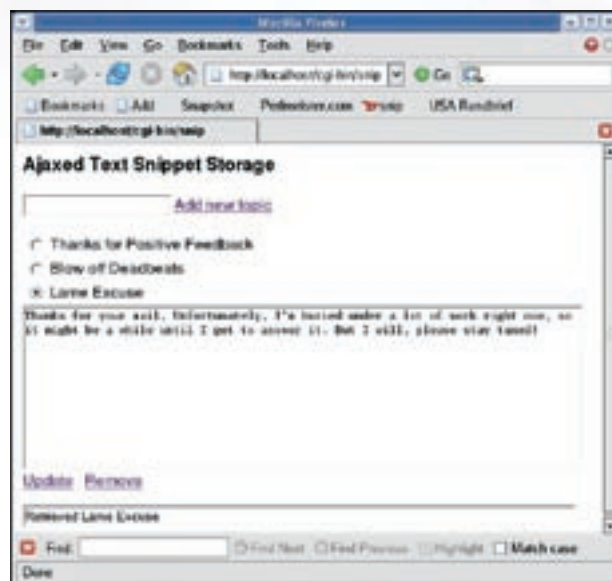 Mozilla Firefox
File Edit View Go Bookmarks Tools Help
http://localhost/cgi-bin/snip Go
Bookmarks Add Snapshot Perlmeister.com snip USA Rundbrief
http://localhost/cgi-bin/snip
Ajaxed Text Snippet Storage
Add new topic
Thanks for Positive Feedback
Blow off Deadbeats
Lame Excuse
Thanks for your mail. Unfortunately, I'm buried under a lot of work right now, so
it might be a while until I get to answer it. But I will, please stay tuned!
Update Remove
Retrieved Lame Excuse
Find: Find Next Find Previous Highlight Match case
Done